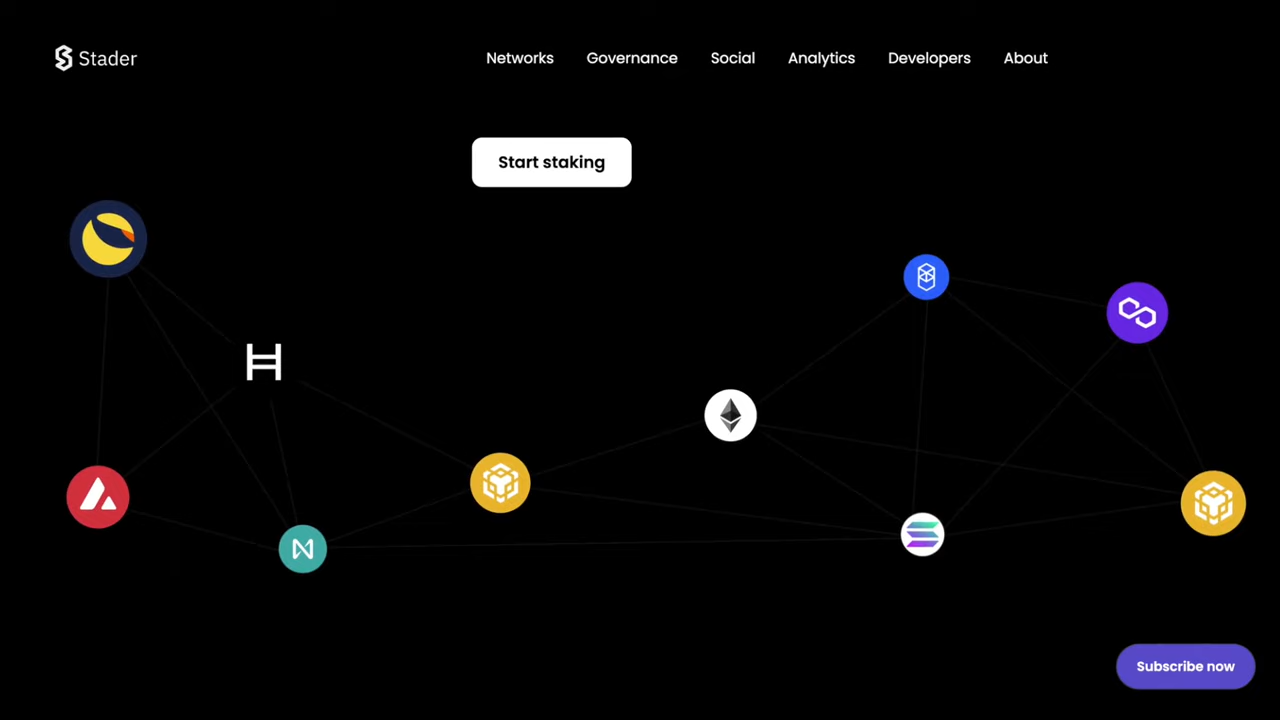 Stader
Networks Governance Social Analytics Developers About
Start staking
Subscribe now